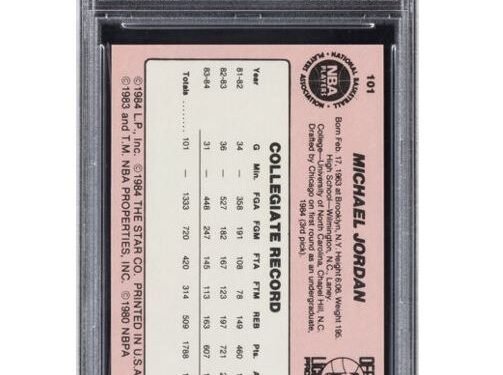 101
NATIONAL BASKETBALL
PLAYERS ASSOCIATION
NBA
PLAYERS
MICHAEL JORDAN
Born Feb. 17, 1963 at Brooklyn, N.Y. Height 6:06. Weight 195.
High School—Wilmington, N.C., Laney.
College—University of North Carolina, Chapel Hill, N.C.
Drafted by Chicago on first round as an undergraduate,
1984 (3rd pick).
COLLEGIATE RECORD
Year G Min. FGA FGM FTA FTM REB Pts.
81-82 34 — 358 191 108 78 149 460
82-83 36 — 527 182 167 123 197 721
83-84 31 — 448 247 145 113 163 607
Totals 101 — 1333 720 420 314 509 1788
©1984 L.P., Inc. ©1984 THE STAR CO. PRINTED IN U.S.A.
©1983 and T.M. NBA PROPERTIES, INC. ©1980 NBPA